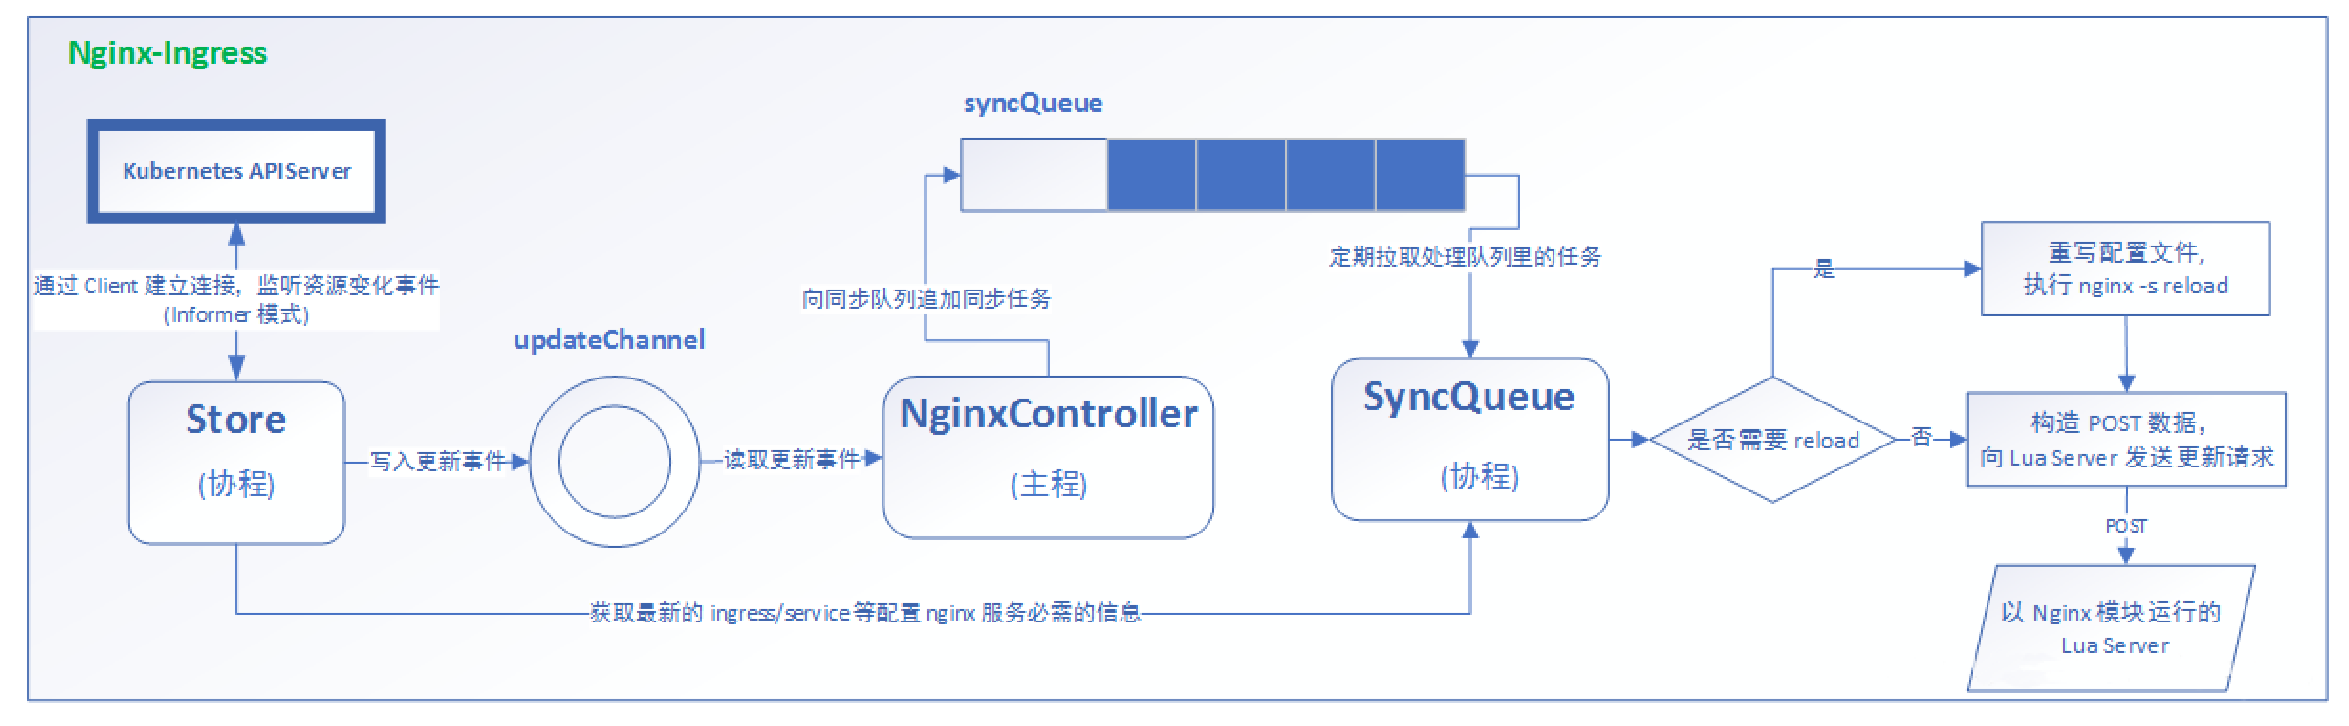 Nginx-Ingress
syncQueue
Kubernetes APIServer
定期拉取处理队列里的任务
是
重写配置文件,
执行 nginx -s reload
通过 Client 建立连接，监听资源变化事件
(Informer 模式)
向同步队列追加同步任务
updateChannel
Store
(协程)
写入更新事件
读取更新事件
NginxController
(主程)
SyncQueue
(协程)
是否需要 reload
否
构造 POST 数据，
向 Lua Server 发送更新请求
POST
获取最新的 ingress/service 等配置 nginx 服务必需的信息
以 Nginx 模块运行的
Lua Server